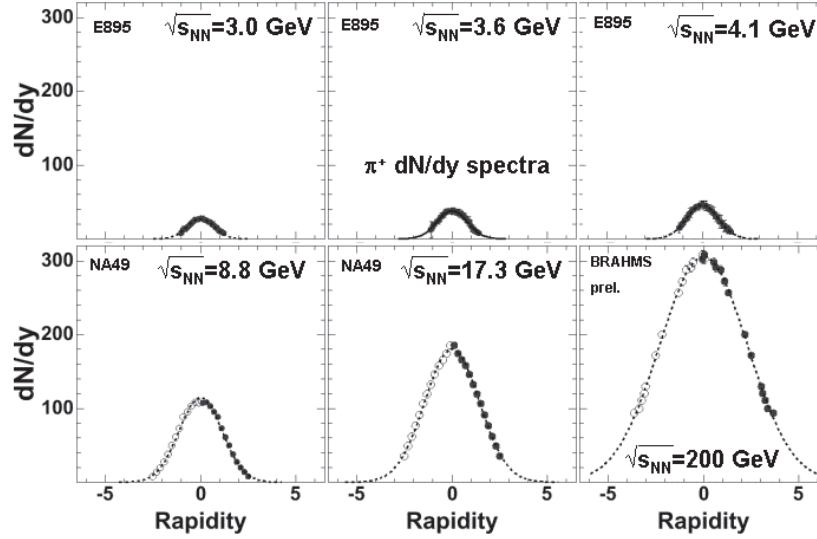 300
200
100
dN/dy
E895
√sNN=3.0 GeV
E895
√sNN=3.6 GeV
π+ dN/dy spectra
E895
√sNN=4.1 GeV
300
200
100
dN/dy
NA49
√sNN=8.8 GeV
NA49
√sNN=17.3 GeV
BRAHMS
prel.
√sNN=200 GeV
-5 0 5
-5 0 5
-5 0 5
Rapidity
Rapidity
Rapidity